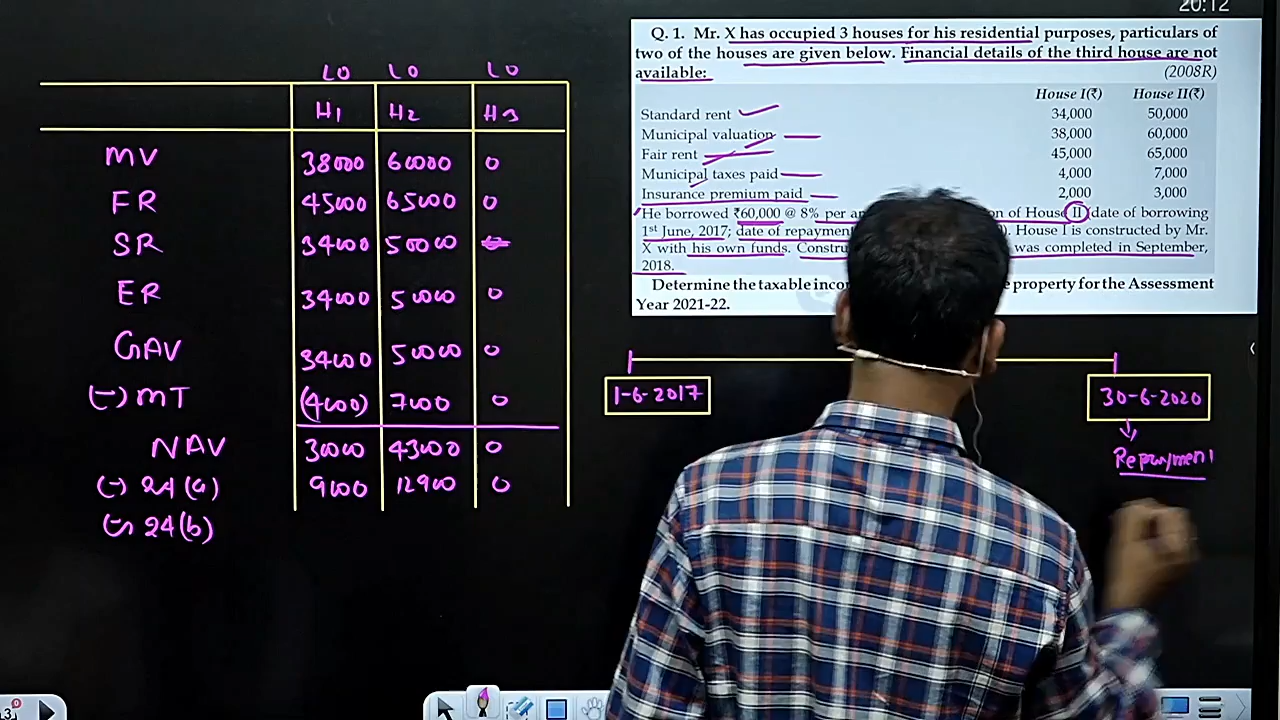 20:12
Q. 1. Mr. X has occupied 3 houses for his residential purposes, particulars of
two of the houses are given below. Financial details of the third house are not
available: (2008R)
House I(₹) House II(₹)
Standard rent 34,000 50,000
Municipal valuation 38,000 60,000
Fair rent 45,000 65,000
Municipal taxes paid 4,000 7,000
Insurance premium paid 2,000 3,000
He borrowed ₹60,000 @ 8% per on of House II (date of borrowing
1st June, 2017; date of repayment House I is constructed by Mr.
X with his own funds. was completed in September,
2018.
Determine the taxable property for the Assessment
Year 2021-22.
LO LO LO
H1 H2 H3
MV 38000 60000 0
FR 45000 65000 0
SR 34000 50000
ER 34000 50000 0
GAV 34000 50000 0
(-) MT (4000) 7000 0
NAV 30000 43000 0
(-) 24(a) 9000 12900 0
(-) 24(b)
1-6-2017 30-6-2020
Repayment